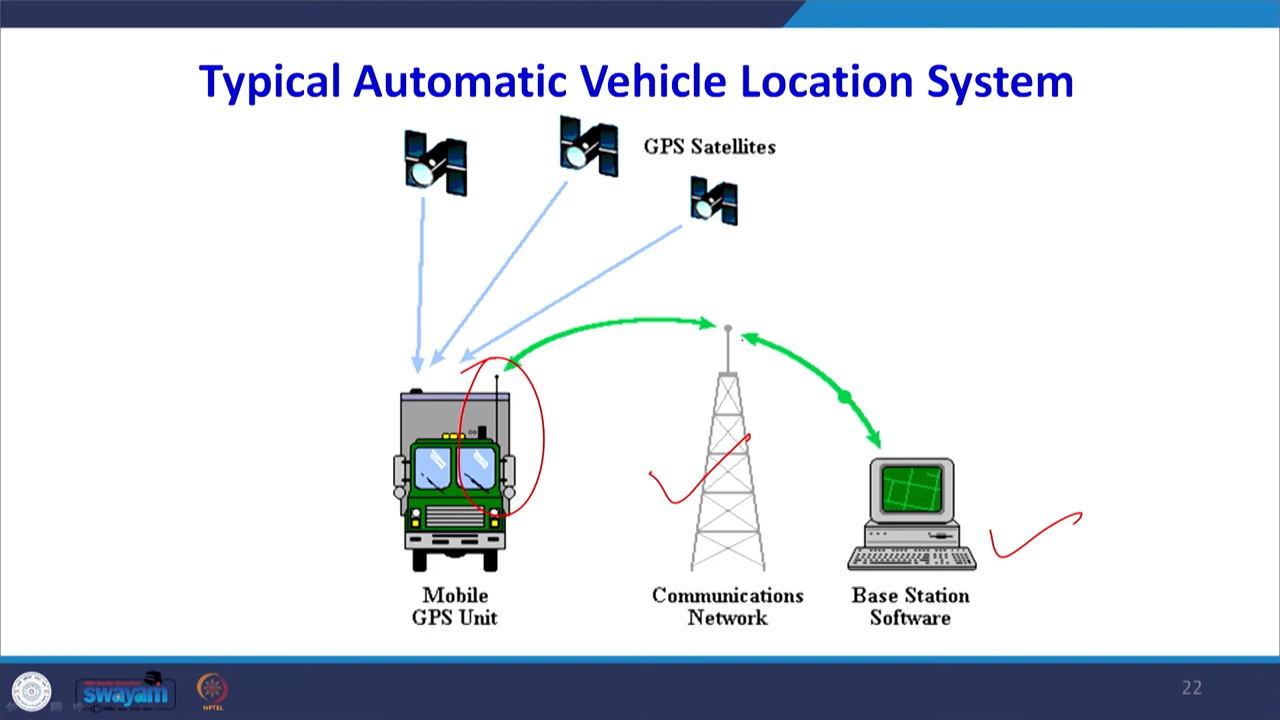 Typical Automatic Vehicle Location System
GPS Satellites
Mobile
GPS Unit
Communications
Network
Base Station
Software
swayam
NPTEL
22